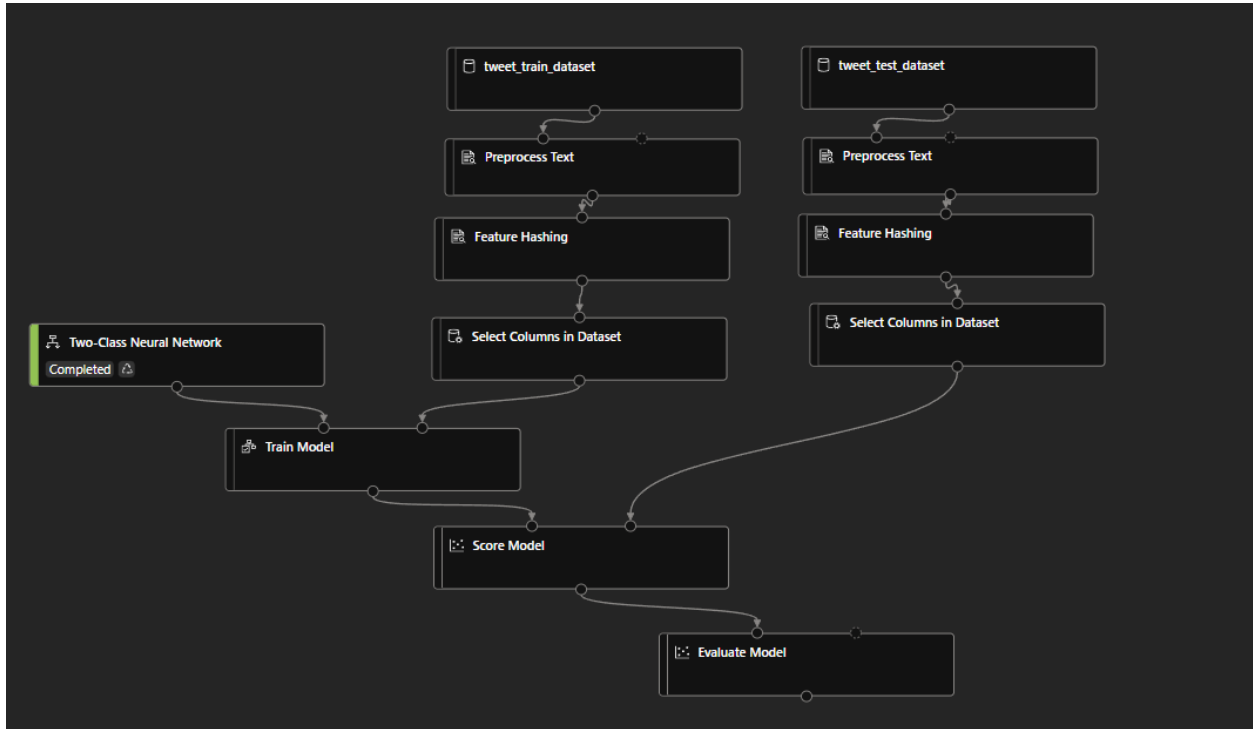 tweet_train_dataset
tweet_test_dataset
Preprocess Text
Preprocess Text
Feature Hashing
Feature Hashing
Select Columns in Dataset
Select Columns in Dataset
Two-Class Neural Network
Completed
Train Model
Score Model
Evaluate Model